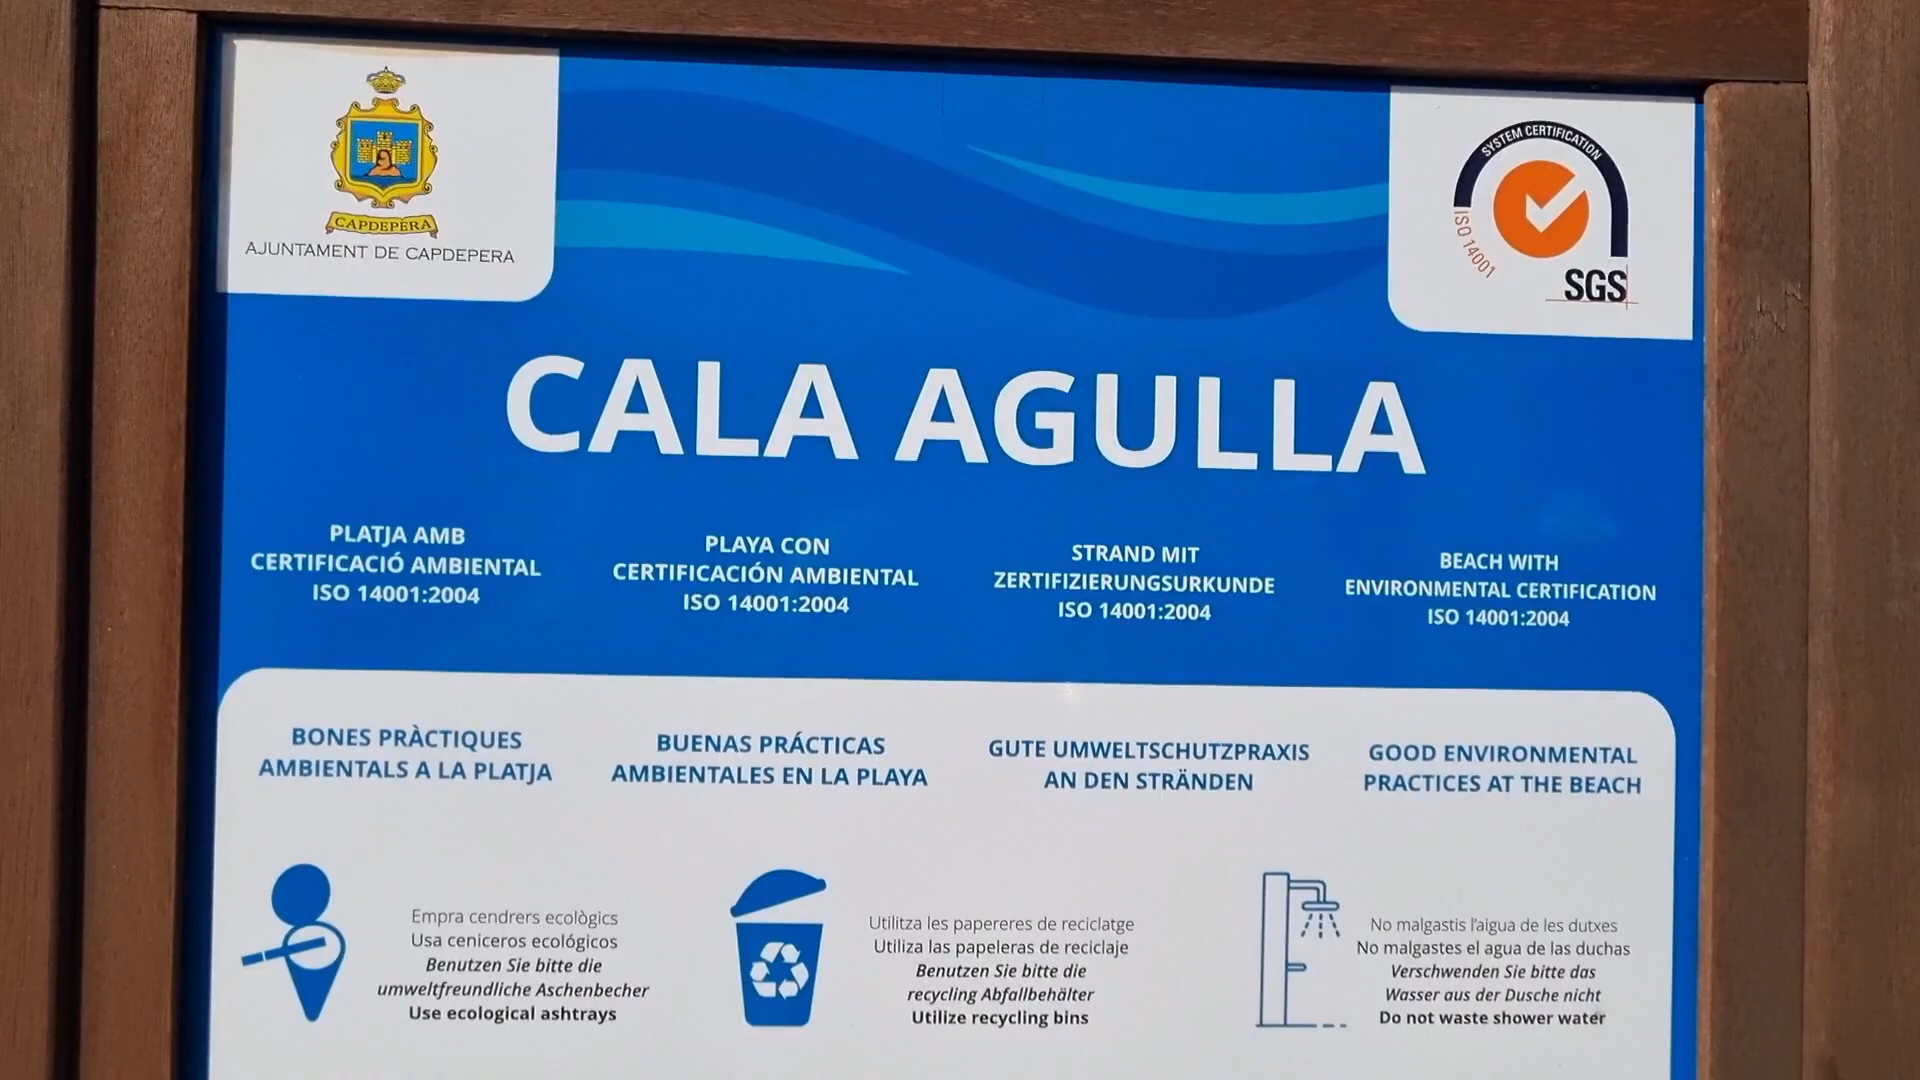 CAPDEPERA
AJUNTAMENT DE CAPDEPERA
SYSTEM CERTIFICATION
ISO 14001
SGS
CALA AGULLA
PLATJA AMB
CERTIFICACIÓ AMBIENTAL
ISO 14001:2004
PLAYA CON
CERTIFICACIÓN AMBIENTAL
ISO 14001:2004
STRAND MIT
ZERTIFIZIERUNGSURKUNDE
ISO 14001:2004
BEACH WITH
ENVIRONMENTAL CERTIFICATION
ISO 14001:2004
BONES PRÀCTIQUES
AMBIENTALS A LA PLATJA
BUENAS PRÁCTICAS
AMBIENTALES EN LA PLAYA
GUTE UMWELTSCHUTZPRAXIS
AN DEN STRÄNDEN
GOOD ENVIRONMENTAL
PRACTICES AT THE BEACH
Empra cendrers ecològics
Usa ceniceros ecológicos
Benutzen Sie bitte die
umweltfreundliche Aschenbecher
Use ecological ashtrays
Utilitza les papereres de reciclatge
Utiliza las papeleras de reciclaje
Benutzen Sie bitte die
recycling Abfallbehälter
Utilize recycling bins
No malgastis l'aigua de les dutxes
No malgastes el agua de las duchas
Verschwenden Sie bitte das
Wasser aus der Dusche nicht
Do not waste shower water